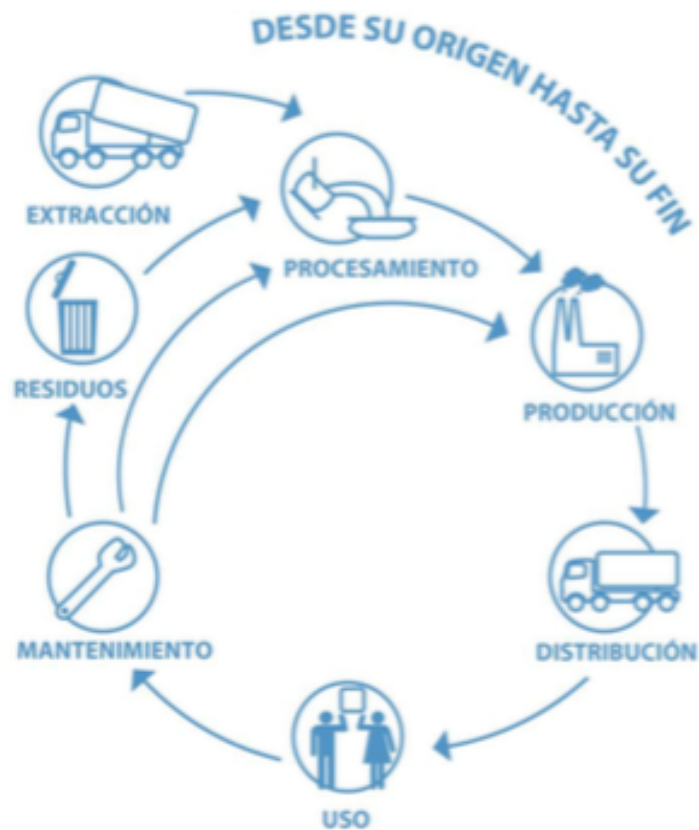 DESDE SU ORIGEN HASTA SU FIN
EXTRACCIÓN
PROCESAMIENTO
RESIDUOS
PRODUCCIÓN
MANTENIMIENTO
DISTRIBUCIÓN
USO